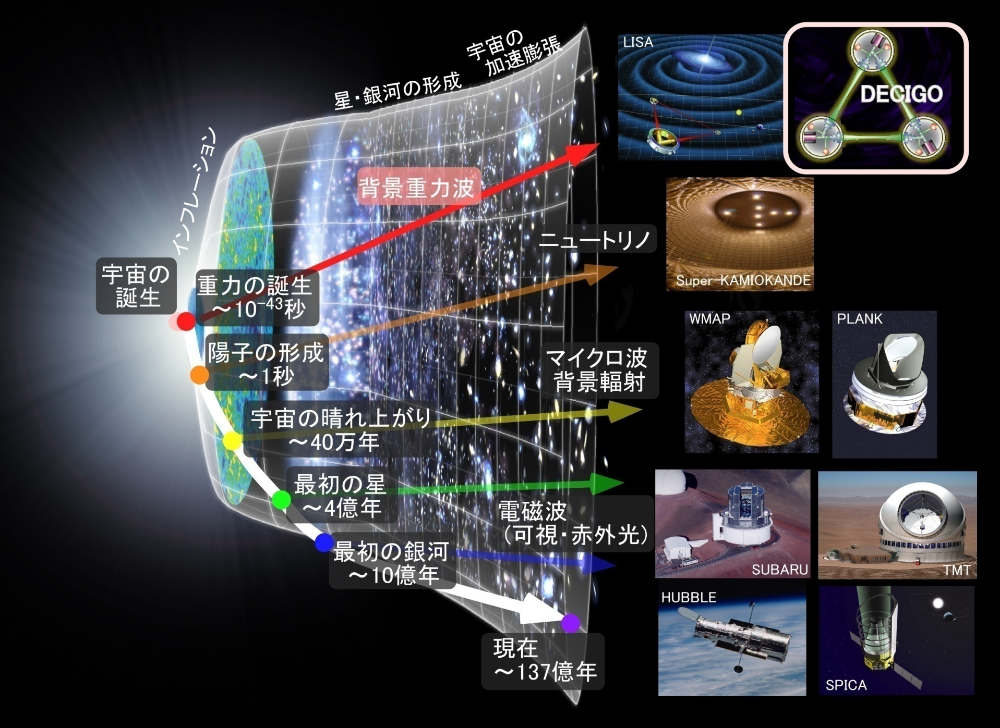 宇宙の
加速膨張
星・銀河の形成
インフレーション
LISA
DECIGO
背景重力波
ニュートリノ
Super-KAMIOKANDE
宇宙の
誕生
重力の誕生
～10⁻⁴³秒
陽子の形成
～1秒
マイクロ波
背景輻射
WMAP
PLANK
宇宙の晴れ上がり
～40万年
最初の星
～4億年
電磁波
(可視・赤外光)
SUBARU
TMT
最初の銀河
～10億年
HUBBLE
SPICA
現在
～137億年